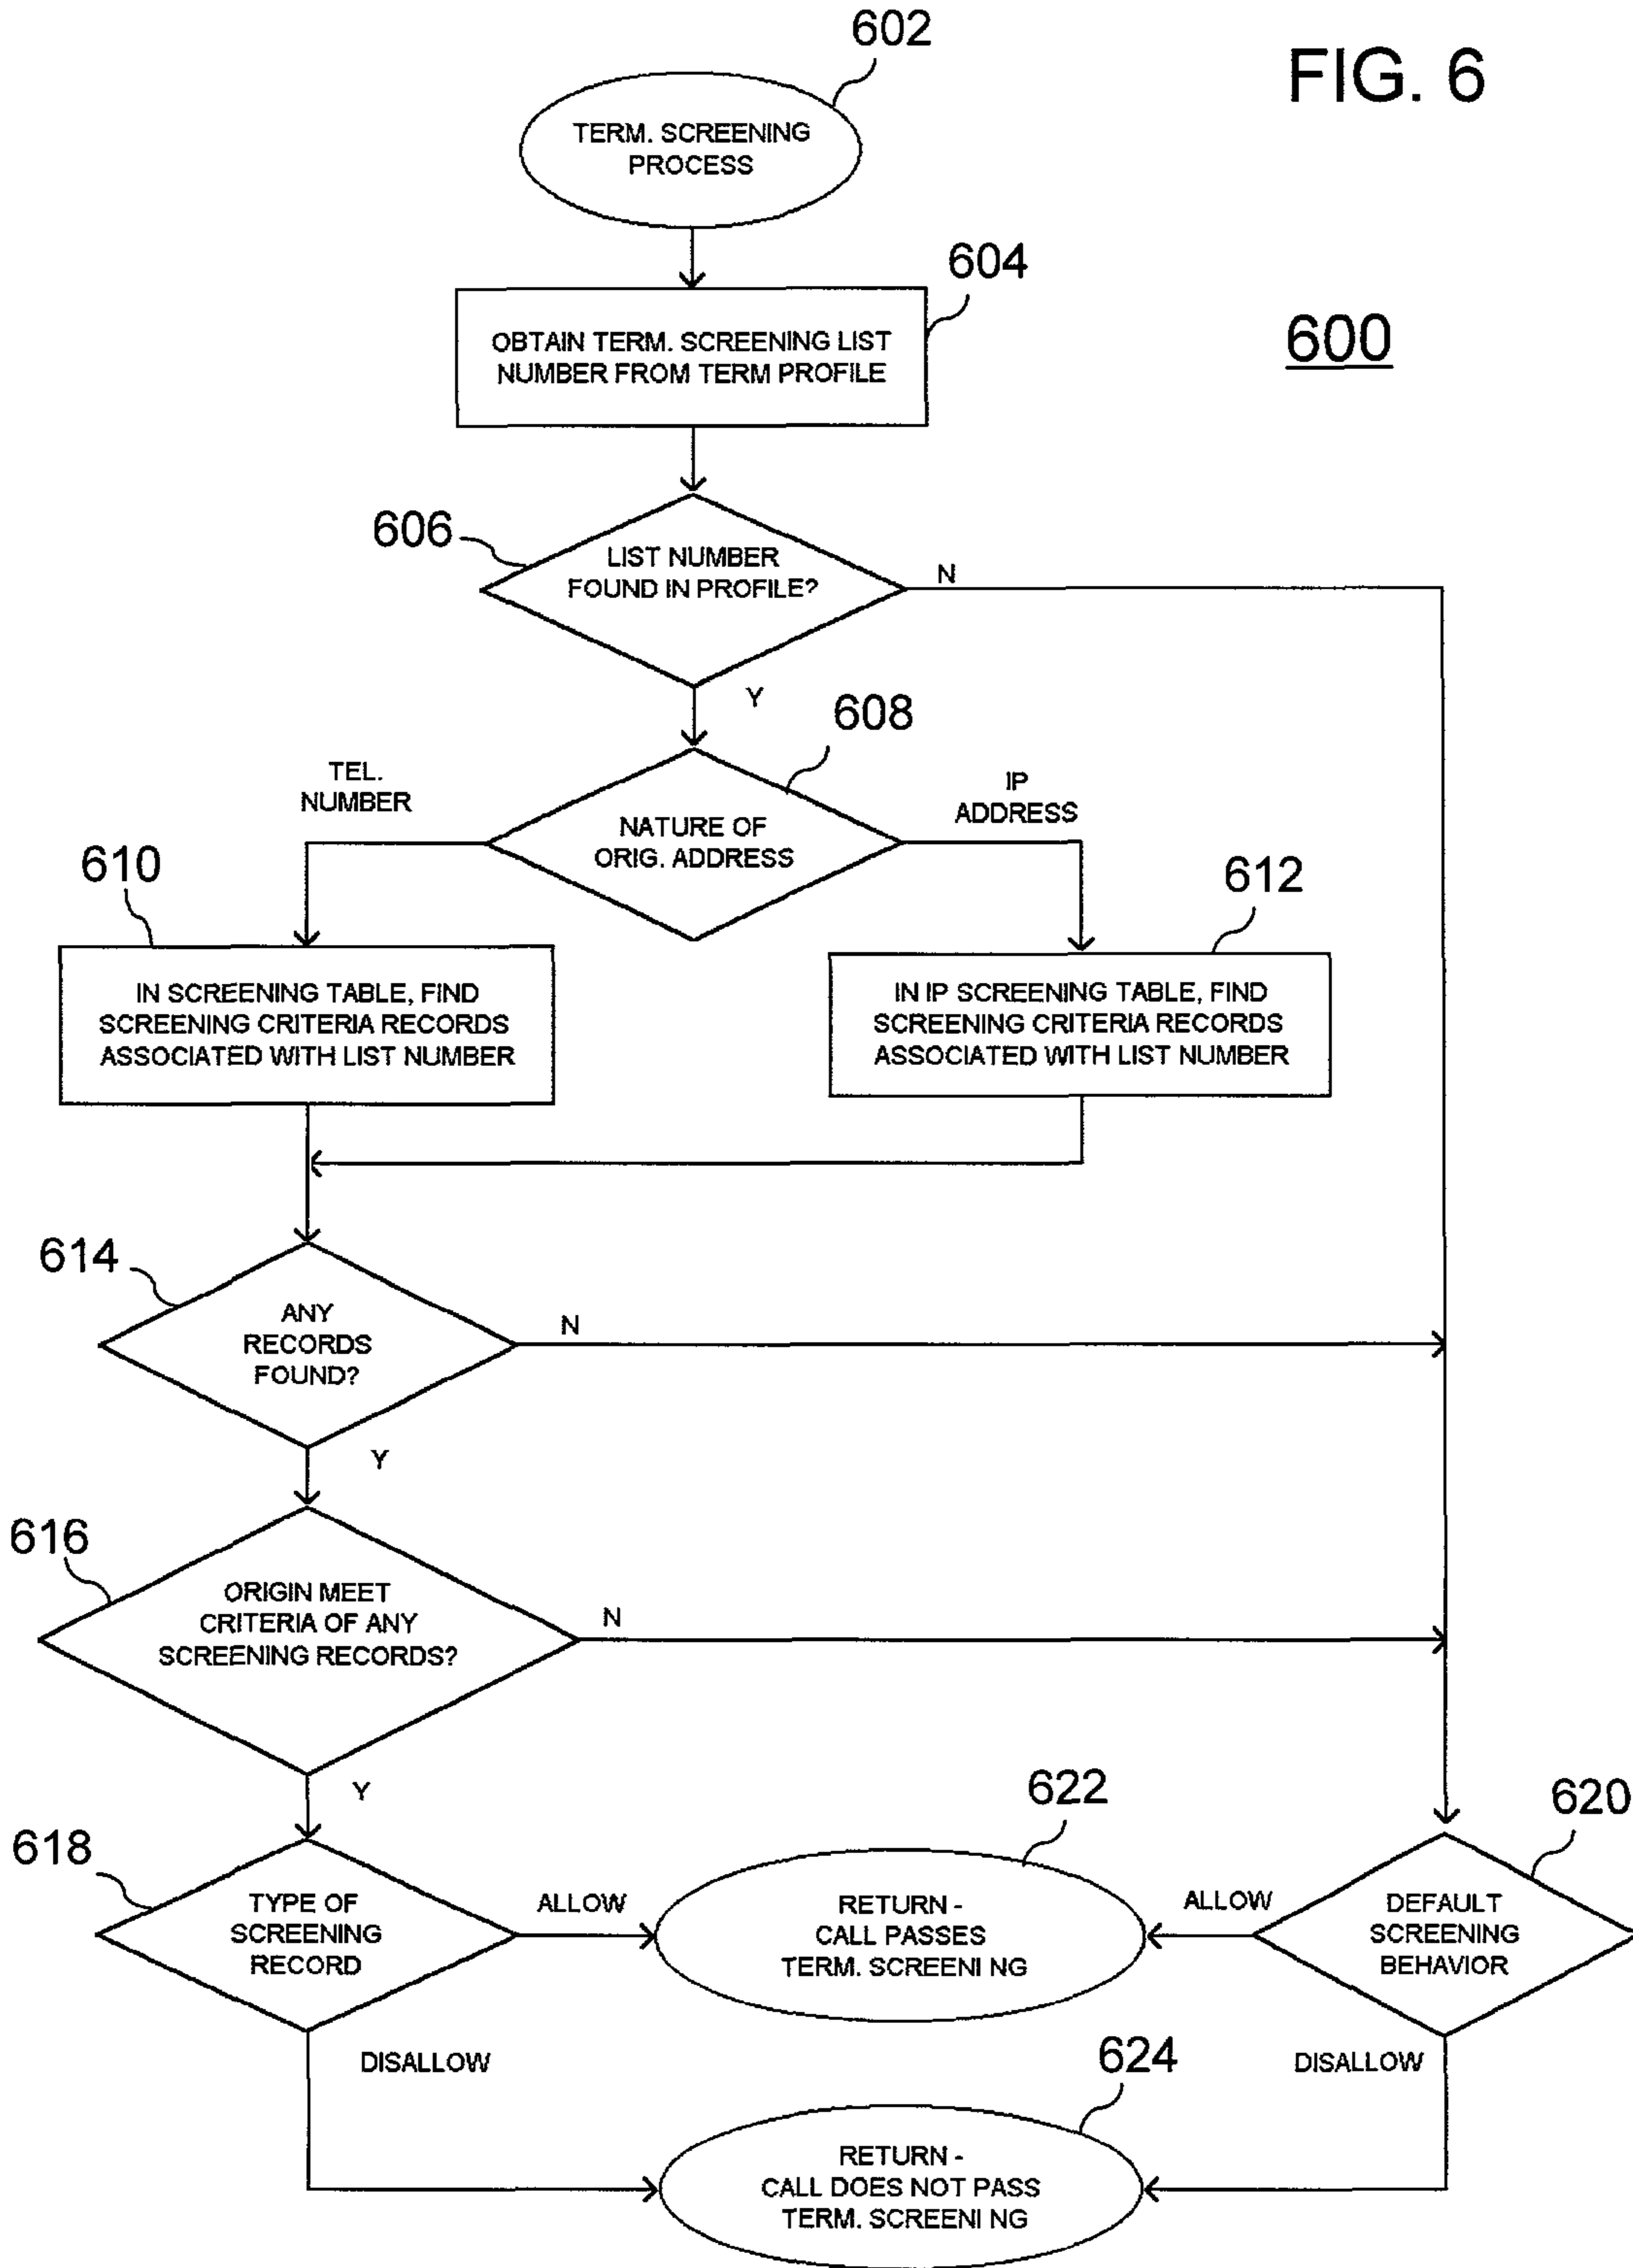 602
FIG. 6
TERM. SCREENING
PROCESS
604
OBTAIN TERM. SCREENING LIST
NUMBER FROM TERM PROFILE
600
606
LIST NUMBER
FOUND IN PROFILE?
N
Y
608
TEL.
NUMBER
IP
ADDRESS
NATURE OF
ORIG. ADDRESS
610
612
IN SCREENING TABLE, FIND
SCREENING CRITERIA RECORDS
ASSOCIATED WITH LIST NUMBER
IN IP SCREENING TABLE, FIND
SCREENING CRITERIA RECORDS
ASSOCIATED WITH LIST NUMBER
614
ANY
RECORDS
FOUND?
N
Y
616
ORIGIN MEET
CRITERIA OF ANY
SCREENING RECORDS?
N
Y
618
TYPE OF
SCREENING
RECORD
ALLOW
622
RETURN -
CALL PASSES
TERM. SCREENI NG
ALLOW
620
DEFAULT
SCREENING
BEHAVIOR
DISALLOW
624
DISALLOW
RETURN -
CALL DOES NOT PASS
TERM. SCREENI NG